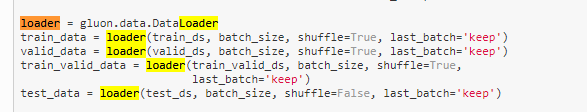 loader = gluon.data.DataLoader
train_data = loader(train_ds, batch_size, shuffle=True, last_batch='keep')
valid_data = loader(valid_ds, batch_size, shuffle=True, last_batch='keep')
train_valid_data = loader(train_valid_ds, batch_size, shuffle=True,
last_batch='keep')
test_data = loader(test_ds, batch_size, shuffle=False, last_batch='keep')